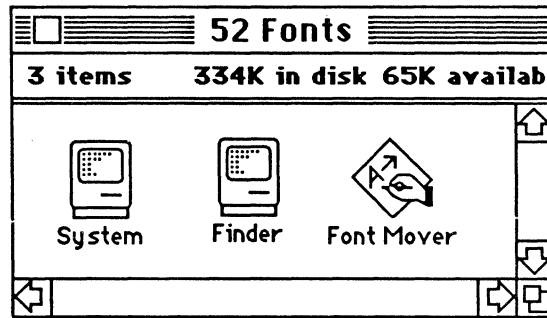 52 Fonts
3 items 334K in disk 65K availab
System Finder Font Mover